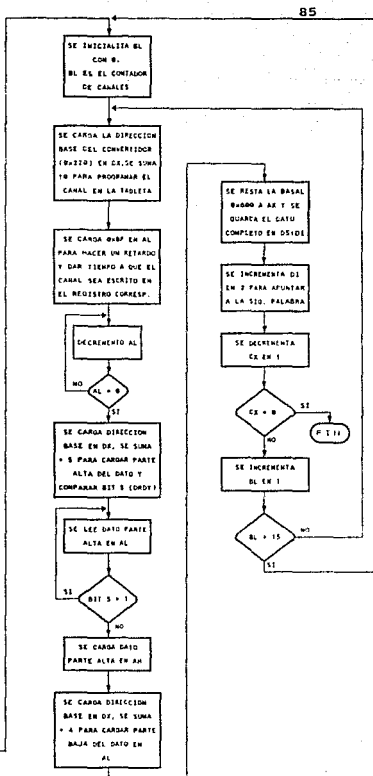 85
SE INICIALIZA BL
CON 0.
BL ES EL CONTADOR
DE CANALES
SE CARGA LA DIRECCION
BASE DEL CONVERTIDOR
(0x220) EN DX, SE SUMA
10 PARA PROGRAMAR EL
CANAL EN LA TABLETA
SE CARGA 0x0F EN AL
PARA HACER UN RETARDO
Y DAR TIEMPO A QUE EL
CANAL SEA ESCRITO EN
EL REGISTRO CORRESP.
DECREMENTO AL
NO
AL = 0
SI
SE CARGA DIRECCION
BASE EN DX, SE SUMA
+ 5 PARA CARGAR PARTE
ALTA DEL DATO Y
COMPARAR BIT 5 (DRDY)
SE LEE DATO PARTE
ALTA EN AL
SI
BIT 5 = 1
NO
SE CARGA DATO
PARTE ALTA EN AH
SE CARGA DIRECCION
BASE EN DX, SE SUMA
+ 4 PARA CARGAR PARTE
BAJA DEL DATO EN
AL
SE RESTA LA BASAL
0x800 A AX Y SE
GUARDA EL DATO
COMPLETO EN DS:DI
SE INCREMENTA DI
EN 2 PARA APUNTAR
A LA SIG. PALABRA
SE DECREMENTA
CX EN 1
CX = 0
SI
FIN
NO
SE INCREMENTA
BL EN 1
BL > 15
NO
SI